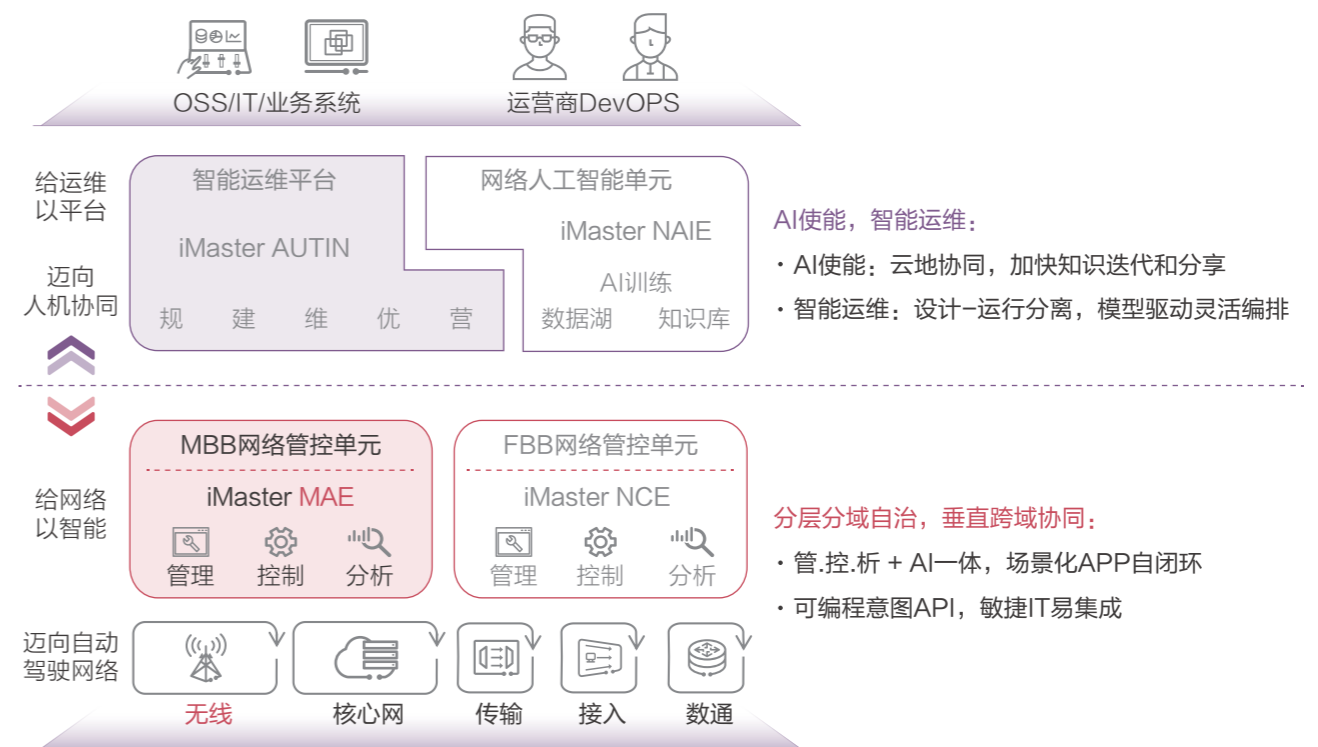 OSS/IT/业务系统
运营商DevOPS
给运维
以平台
迈向
人机协同
智能运维平台
iMaster AUTIN
规 建 维 优 营
网络人工智能单元
iMaster NAIE
AI训练
数据湖 知识库
AI使能，智能运维：
·AI使能：云地协同，加快知识迭代和分享
·智能运维：设计-运行分离，模型驱动灵活编排
给网络
以智能
MBB网络管控单元
iMaster MAE
管理 控制 分析
FBB网络管控单元
iMaster NCE
管理 控制 分析
分层分域自治，垂直跨域协同：
·管.控.析 + AI一体，场景化APP自闭环
·可编程意图API，敏捷IT易集成
迈向自动
驾驶网络
无线 核心网 传输 接入 数通